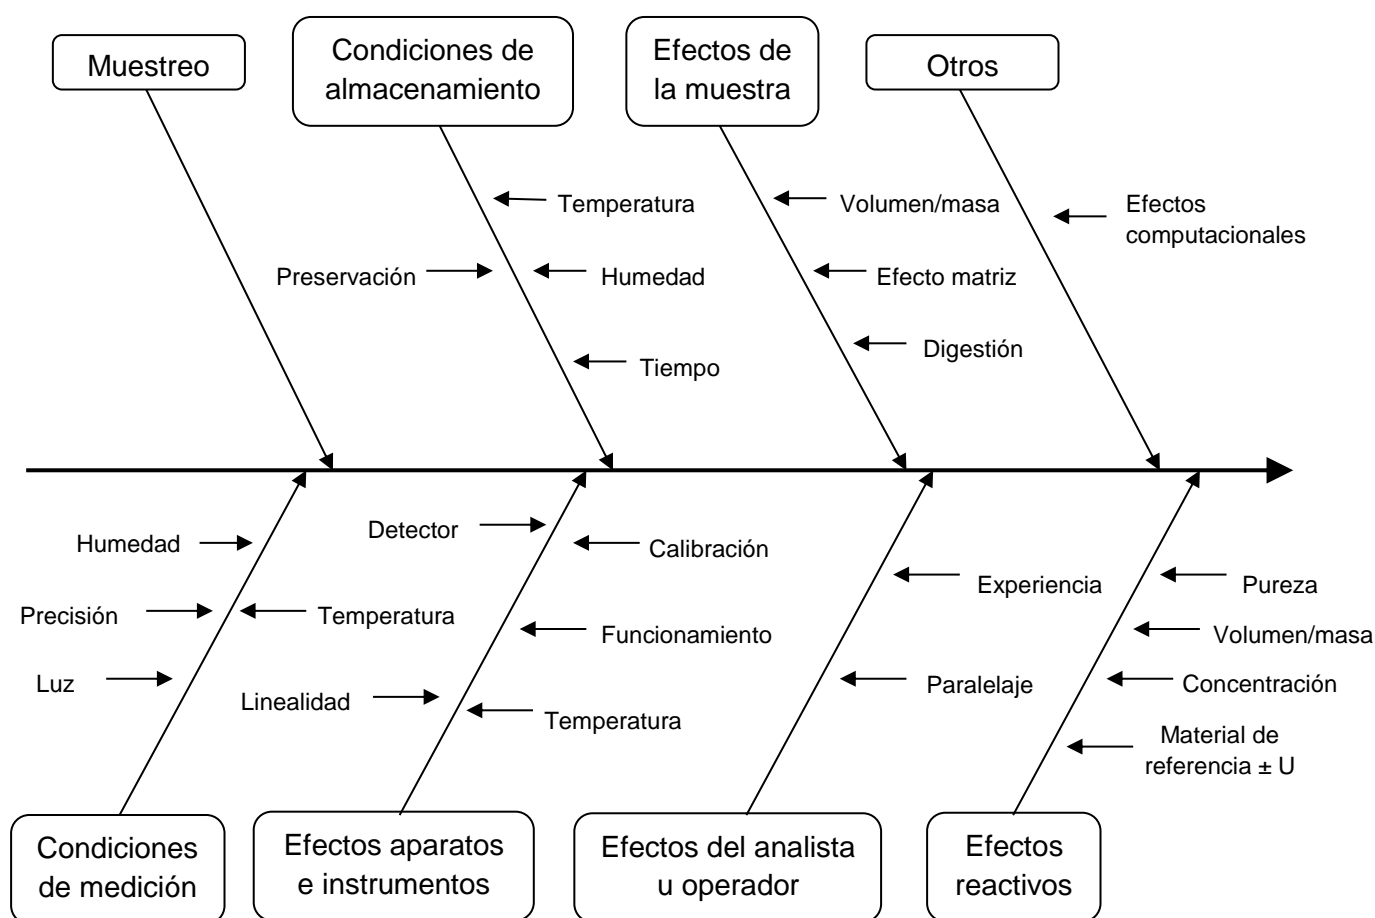 Muestreo
Condiciones de
almacenamiento
Efectos de
la muestra
Otros
Temperatura
Preservación
Humedad
Tiempo
Volumen/masa
Efecto matriz
Digestión
Efectos
computacionales
Humedad
Precisión
Temperatura
Luz
Detector
Calibración
Funcionamiento
Linealidad
Temperatura
Experiencia
Paralelaje
Pureza
Volumen/masa
Concentración
Material de
referencia ± U
Condiciones
de medición
Efectos aparatos
e instrumentos
Efectos del analista
u operador
Efectos
reactivos